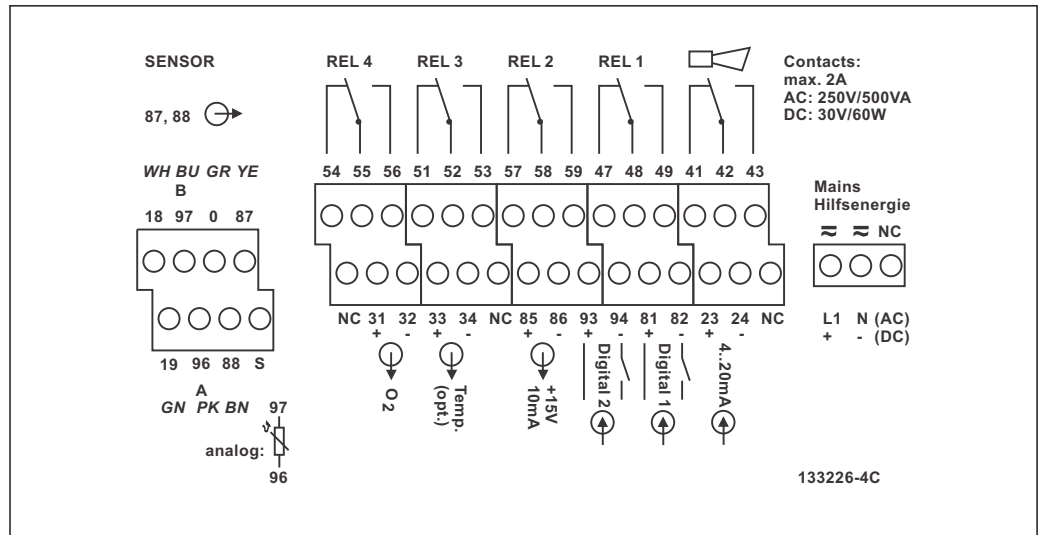 SENSOR
87, 88
WH BU GR YE
B
18 97 0 87
19 96 88 S
A
GN PK BN
97
analog:
96
REL 4 REL 3 REL 2 REL 1
54 55 56 51 52 53 57 58 59 47 48 49 41 42 43
NC 31 32 33 34 NC 85 86 93 94 81 82 23 24 NC
+ - + - + - + - + - + -
O2
Temp.
(opt.)
+15V
10mA
Digital 2
Digital 1
4..20mA
Contacts:
max. 2A
AC: 250V/500VA
DC: 30V/60W
Mains
Hilfsenergie
≂ ≂ NC
L1 N (AC)
+ - (DC)
133226-4C